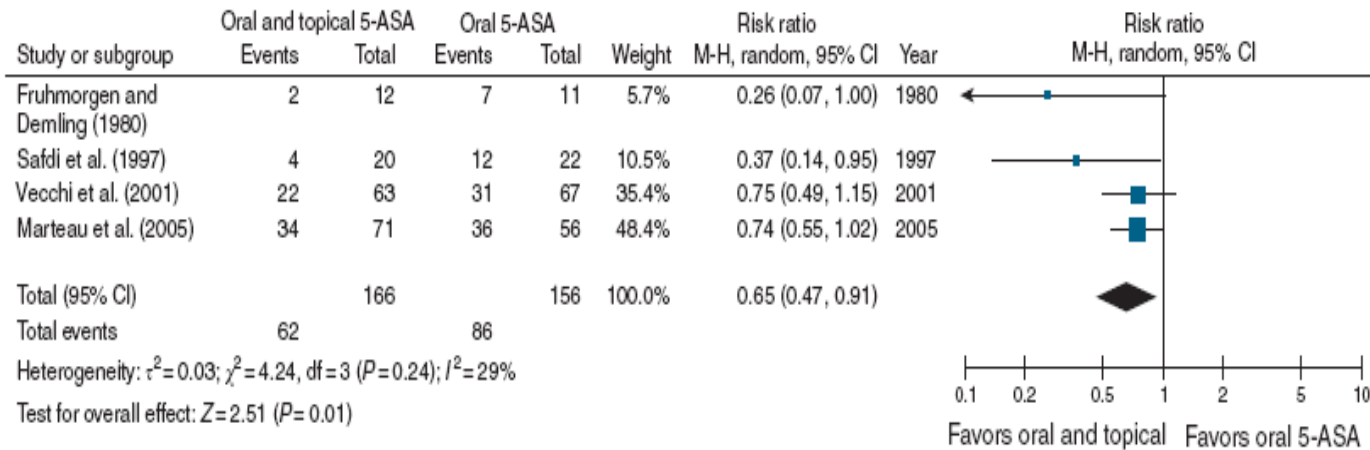 Oral and topical 5-ASA Oral 5-ASA Risk ratio Risk ratio
Study or subgroup Events Total Events Total Weight M-H, random, 95% CI Year M-H, random, 95% CI
Fruhmorgen and 2 12 7 11 5.7% 0.26 (0.07, 1.00) 1980
Demling (1980)
Safdi et al. (1997) 4 20 12 22 10.5% 0.37 (0.14, 0.95) 1997
Vecchi et al. (2001) 22 63 31 67 35.4% 0.75 (0.49, 1.15) 2001
Marteau et al. (2005) 34 71 36 56 48.4% 0.74 (0.55, 1.02) 2005
Total (95% CI) 166 156 100.0% 0.65 (0.47, 0.91)
Total events 62 86
Heterogeneity: τ²=0.03; χ²=4.24, df=3 (P=0.24); I²=29%
Test for overall effect: Z=2.51 (P=0.01)
0.1 0.2 0.5 1 2 5 10
Favors oral and topical Favors oral 5-ASA